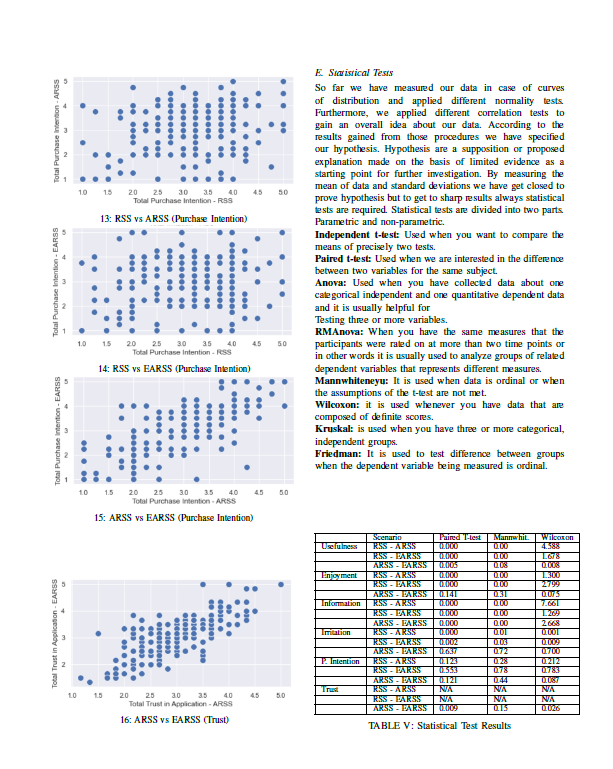 5
4
3
2
1
Total Purchase Intention - ARSS
1.0 1.5 2.0 2.5 3.0 3.5 4.0 4.5 5.0
Total Purchase Intention - RSS
13: RSS vs ARSS (Purchase Intention)
5
4
3
2
1
Total Purchase Intention - EARSS
1.0 1.5 2.0 2.5 3.0 3.5 4.0 4.5 5.0
Total Purchase Intention - RSS
14: RSS vs EARSS (Purchase Intention)
5
4
3
2
1
Total Purchase Intention - EARSS
1.0 1.5 2.0 2.5 3.0 3.5 4.0 4.5 5.0
Total Purchase Intention - ARSS
15: ARSS vs EARSS (Purchase Intention)
5
4
3
2
Total Trust in Application - EARSS
1.0 1.5 2.0 2.5 3.0 3.5 4.0 4.5 5.0
Total Trust in Application - ARSS
16: ARSS vs EARSS (Trust)
E. Statistical Tests
So far we have measured our data in case of curves
of distribution and applied different normality tests.
Furthermore, we applied different correlation tests to
gain an overall idea about our data. According to the
results gained from those procedures we have specified
our hypothesis. Hypothesis are a supposition or proposed
explanation made on the basis of limited evidence as a
starting point for further investigation. By measuring the
mean of data and standard deviations we have get closed to
prove hypothesis but to get to sharp results always statistical
tests are required. Statistical tests are divided into two parts.
Parametric and non-parametric.
Independent t-test: Used when you want to compare the
means of precisely two tests.
Paired t-test: Used when we are interested in the difference
between two variables for the same subject.
Anova: Used when you have collected data about one
categorical independent and one quantitative dependent data
and it is usually helpful for
Testing three or more variables.
RMAnova: When you have the same measures that the
participants were rated on at more than two time points or
in other words it is usually used to analyze groups of related
dependent variables that represents different measures.
Mannwhiteneyu: It is used when data is ordinal or when
the assumptions of the t-test are not met.
Wilcoxon: it is used whenever you have data that are
composed of definite scores.
Kruskal: is used when you have three or more categorical,
independent groups.
Friedman: It is used to test difference between groups
when the dependent variable being measured is ordinal.
Scenario Paired T-test Mannwhit. Wilcoxon
Usefulness RSS - ARSS 0.000 0.00 4.588
RSS - EARSS 0.000 0.00 1.678
ARSS - EARSS 0.005 0.08 0.008
Enjoyment RSS - ARSS 0.000 0.00 1.300
RSS - EARSS 0.000 0.00 2.799
ARSS - EARSS 0.141 0.31 0.075
Information RSS - ARSS 0.000 0.00 7.661
RSS - EARSS 0.000 0.00 1.269
ARSS - EARSS 0.000 0.00 2.668
Irritation RSS - ARSS 0.000 0.01 0.001
RSS - EARSS 0.002 0.03 0.009
ARSS - EARSS 0.637 0.72 0.700
P. Intention RSS - ARSS 0.123 0.28 0.212
RSS - EARSS 0.553 0.78 0.783
ARSS - EARSS 0.121 0.44 0.087
Trust RSS - ARSS N/A N/A N/A
RSS - EARSS N/A N/A N/A
ARSS - EARSS 0.009 0.15 0.026
TABLE V: Statistical Test Results